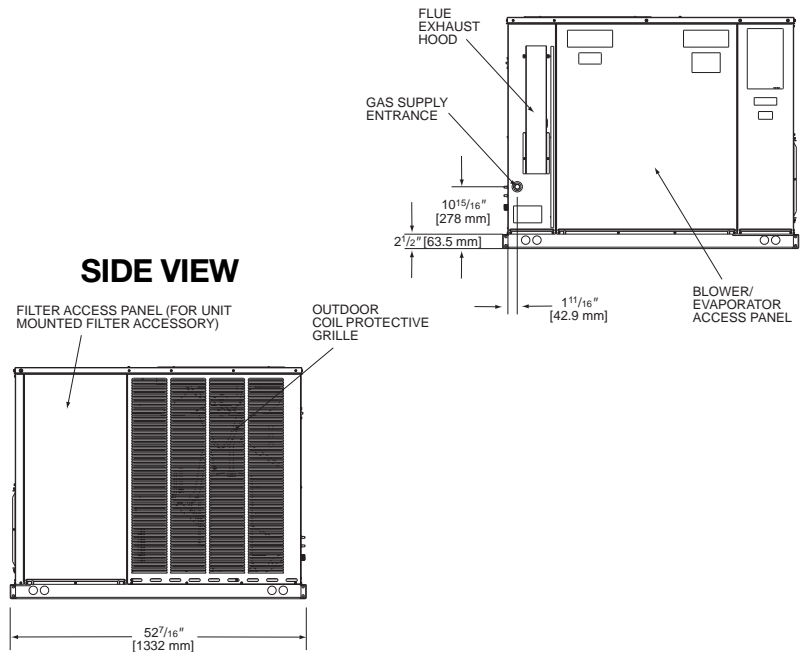 FLUE
EXHAUST
HOOD
GAS SUPPLY
ENTRANCE
10 15/16"
[278 mm]
2 1/2" [63.5 mm]
1 11/16"
[42.9 mm]
BLOWER/
EVAPORATOR
ACCESS PANEL
SIDE VIEW
FILTER ACCESS PANEL (FOR UNIT
MOUNTED FILTER ACCESSORY)
OUTDOOR
COIL PROTECTIVE
GRILLE
52 7/16"
[1332 mm]